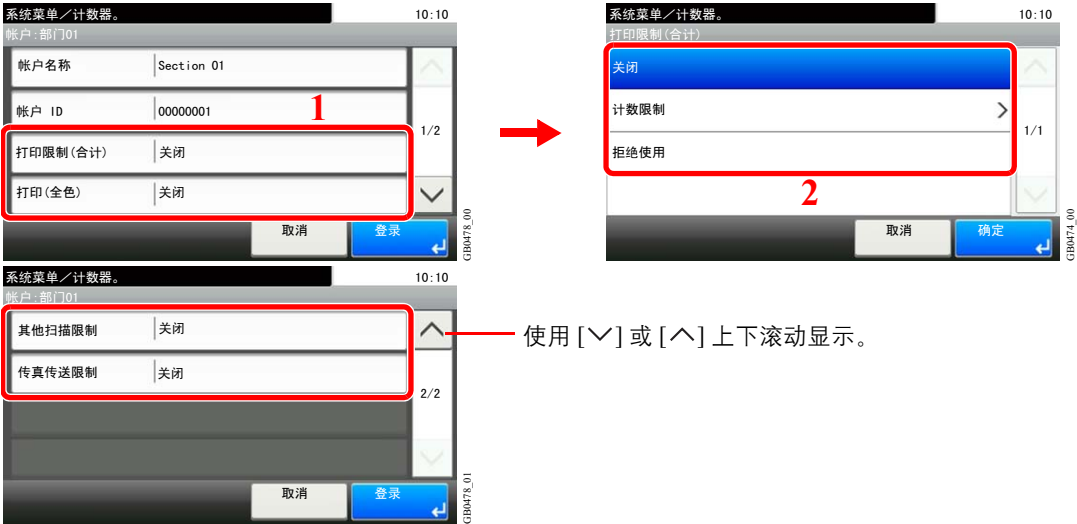 系统菜单／计数器。 10:10
帐户:部门01
帐户名称 Section 01
帐户 ID 00000001
1
打印限制(合计) 关闭
打印(全色) 关闭
1/2
取消 登录
GB0478_00
系统菜单／计数器。 10:10
打印限制(合计)
关闭
计数限制
拒绝使用
1/1
2
取消 确定
GB0474_00
系统菜单／计数器。 10:10
帐户:部门01
其他扫描限制 关闭
传真传送限制 关闭
2/2
取消 登录
GB0478_01
使用 [∨] 或 [∧] 上下滚动显示。